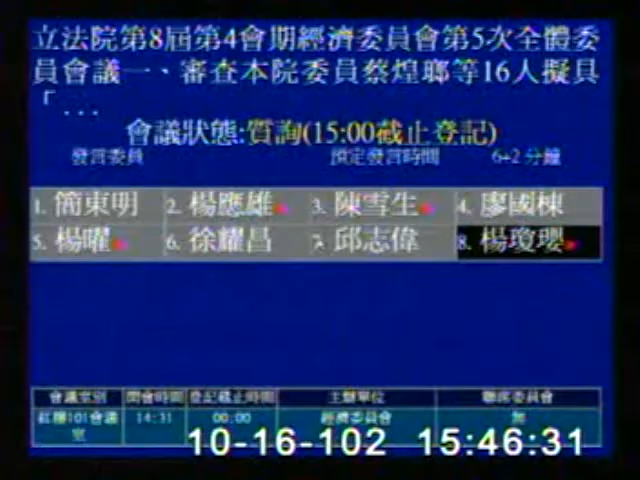 立法院第8屆第4會期經濟委員會第5次全體委
員會議一、審查本院委員蔡煌瑯等16人擬具
「...
會議狀態:質詢(15:00截止登記)
發言委員 預定發言時間 6+2 分鐘
1. 簡東明 2. 楊應雄 3. 陳雪生 4. 廖國棟
5. 楊曜 6. 徐耀昌 7. 邱志偉 8. 楊瓊瓔
會議室別 開會時間 登記截止時間 主辦單位 聯席委員會
紅樓101會議 14:31 00:00 經濟委員會 無
室
10-16-102 15:46:31